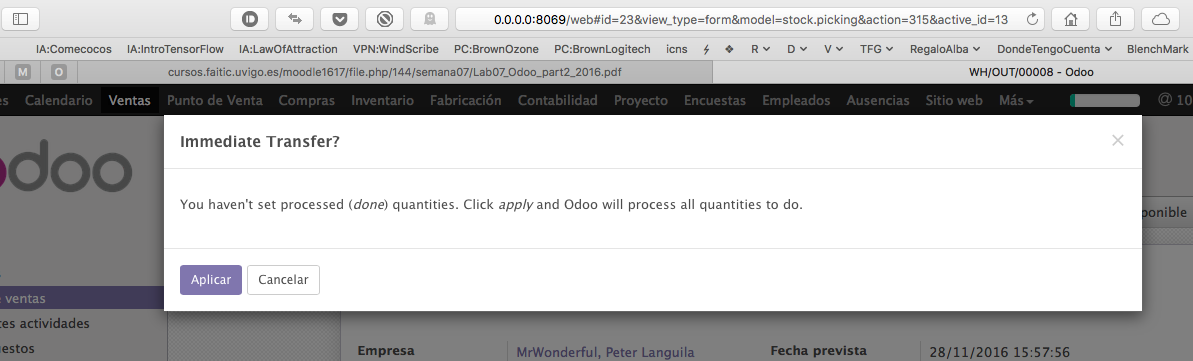 0.0.0.0:8069/web#id=23&view_type=form&model=stock.picking&action=315&active_id=13
IA:Comecocos IA:IntroTensorFlow IA:LawOfAttraction VPN:WindScribe PC:BrownOzone PC:BrownLogitech icns R D V TFG RegaloAlba DondeTengoCuenta BlenchMark
M O cursos.faitic.uvigo.es/moodle1617/file.php/144/semana07/Lab07_Odoo_part2_2016.pdf WH/OUT/00008 - Odoo
es Calendario Ventas Punto de Venta Compras Inventario Fabricación Contabilidad Proyecto Encuestas Empleados Ausencias Sitio web Más @ 10
Immediate Transfer? ×
odoo
You haven't set processed (done) quantities. Click apply and Odoo will process all quantities to do.
ponible
Aplicar Cancelar
ventas
tes actividades
uestos
Empresa MrWonderful, Peter Languila Fecha prevista 28/11/2016 15:57:56